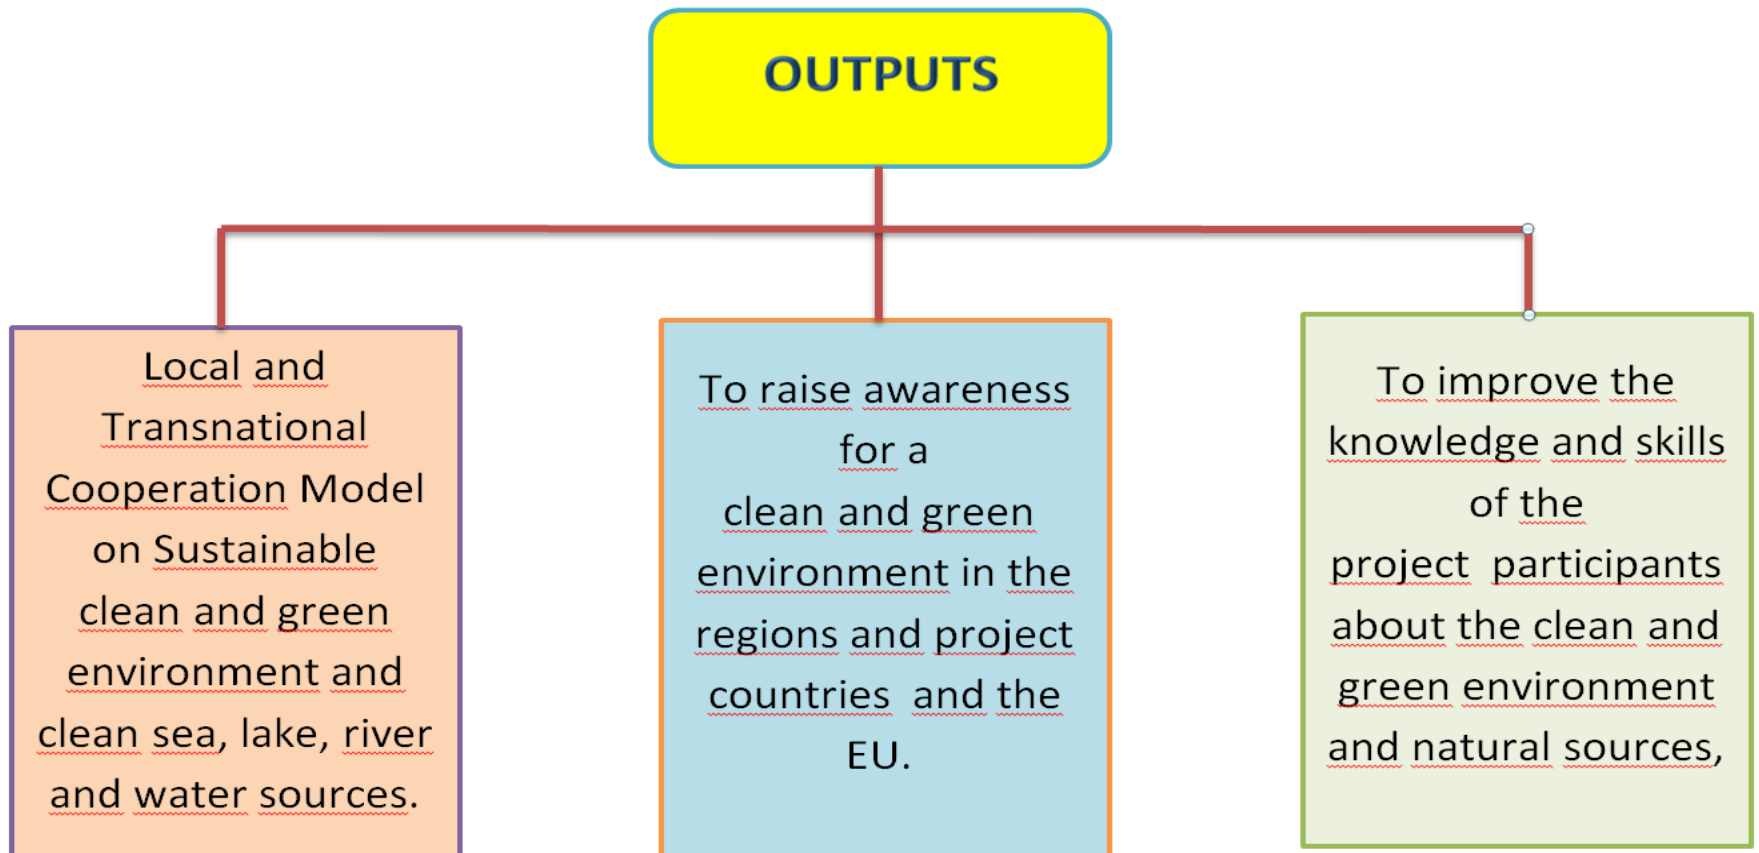 OUTPUTS
Local and
Transnational
Cooperation Model
on Sustainable
clean and green
environment and
clean sea, lake, river
and water sources.
To raise awareness
for a
clean and green
environment in the
regions and project
countries  and the
EU.
To improve the
knowledge and skills
of the
project  participants
about the clean and
green environment
and natural sources,